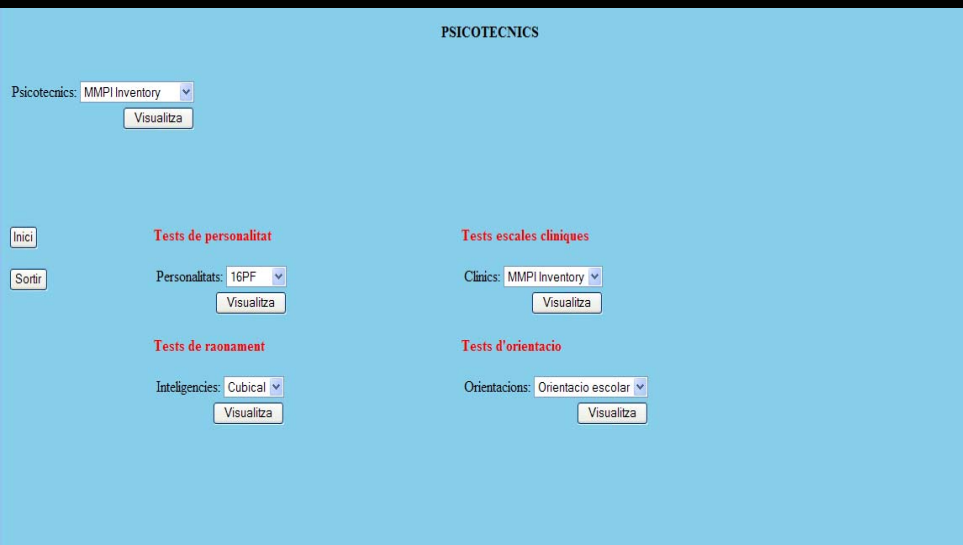 PSICOTECNICS
Psicotecnics: MMPI Inventory
Visualitza
Inici
Tests de personalitat
Tests escales cliniques
Sortir
Personalitats: 16PF
Clinics: MMPI Inventory
Visualitza
Visualitza
Tests de raonament
Tests d'orientacio
Inteligencies: Cubical
Orientacions: Orientacio escolar
Visualitza
Visualitza